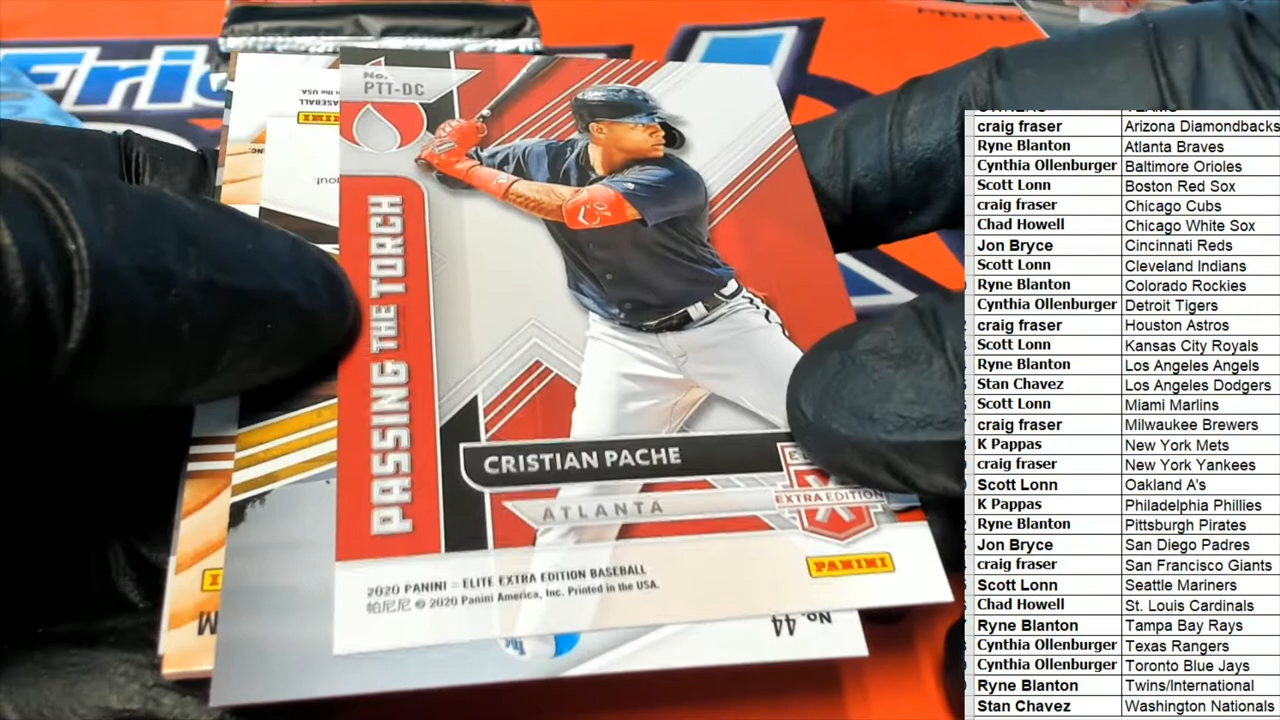 PROTE
Eric
No.
PTT-DC
PASSING THE TORCH
CRISTIAN PACHE
ATLANTA
EXTRA EDITION
PANINI
2020 PANINI – ELITE EXTRA EDITION BASEBALL
帕尼尼 © 2020 Panini America, Inc. Printed in the USA.
No. 44
n the USA.
BASEBALL
INC.
OWNERS TEAMS
craig fraser Arizona Diamondbacks
Ryne Blanton Atlanta Braves
Cynthia Ollenburger Baltimore Orioles
Scott Lonn Boston Red Sox
craig fraser Chicago Cubs
Chad Howell Chicago White Sox
Jon Bryce Cincinnati Reds
Scott Lonn Cleveland Indians
Ryne Blanton Colorado Rockies
Cynthia Ollenburger Detroit Tigers
craig fraser Houston Astros
Scott Lonn Kansas City Royals
Ryne Blanton Los Angeles Angels
Stan Chavez Los Angeles Dodgers
Scott Lonn Miami Marlins
craig fraser Milwaukee Brewers
K Pappas New York Mets
craig fraser New York Yankees
Scott Lonn Oakland A's
K Pappas Philadelphia Phillies
Ryne Blanton Pittsburgh Pirates
Jon Bryce San Diego Padres
craig fraser San Francisco Giants
Scott Lonn Seattle Mariners
Chad Howell St. Louis Cardinals
Ryne Blanton Tampa Bay Rays
Cynthia Ollenburger Texas Rangers
Cynthia Ollenburger Toronto Blue Jays
Ryne Blanton Twins/International
Stan Chavez Washington Nationals